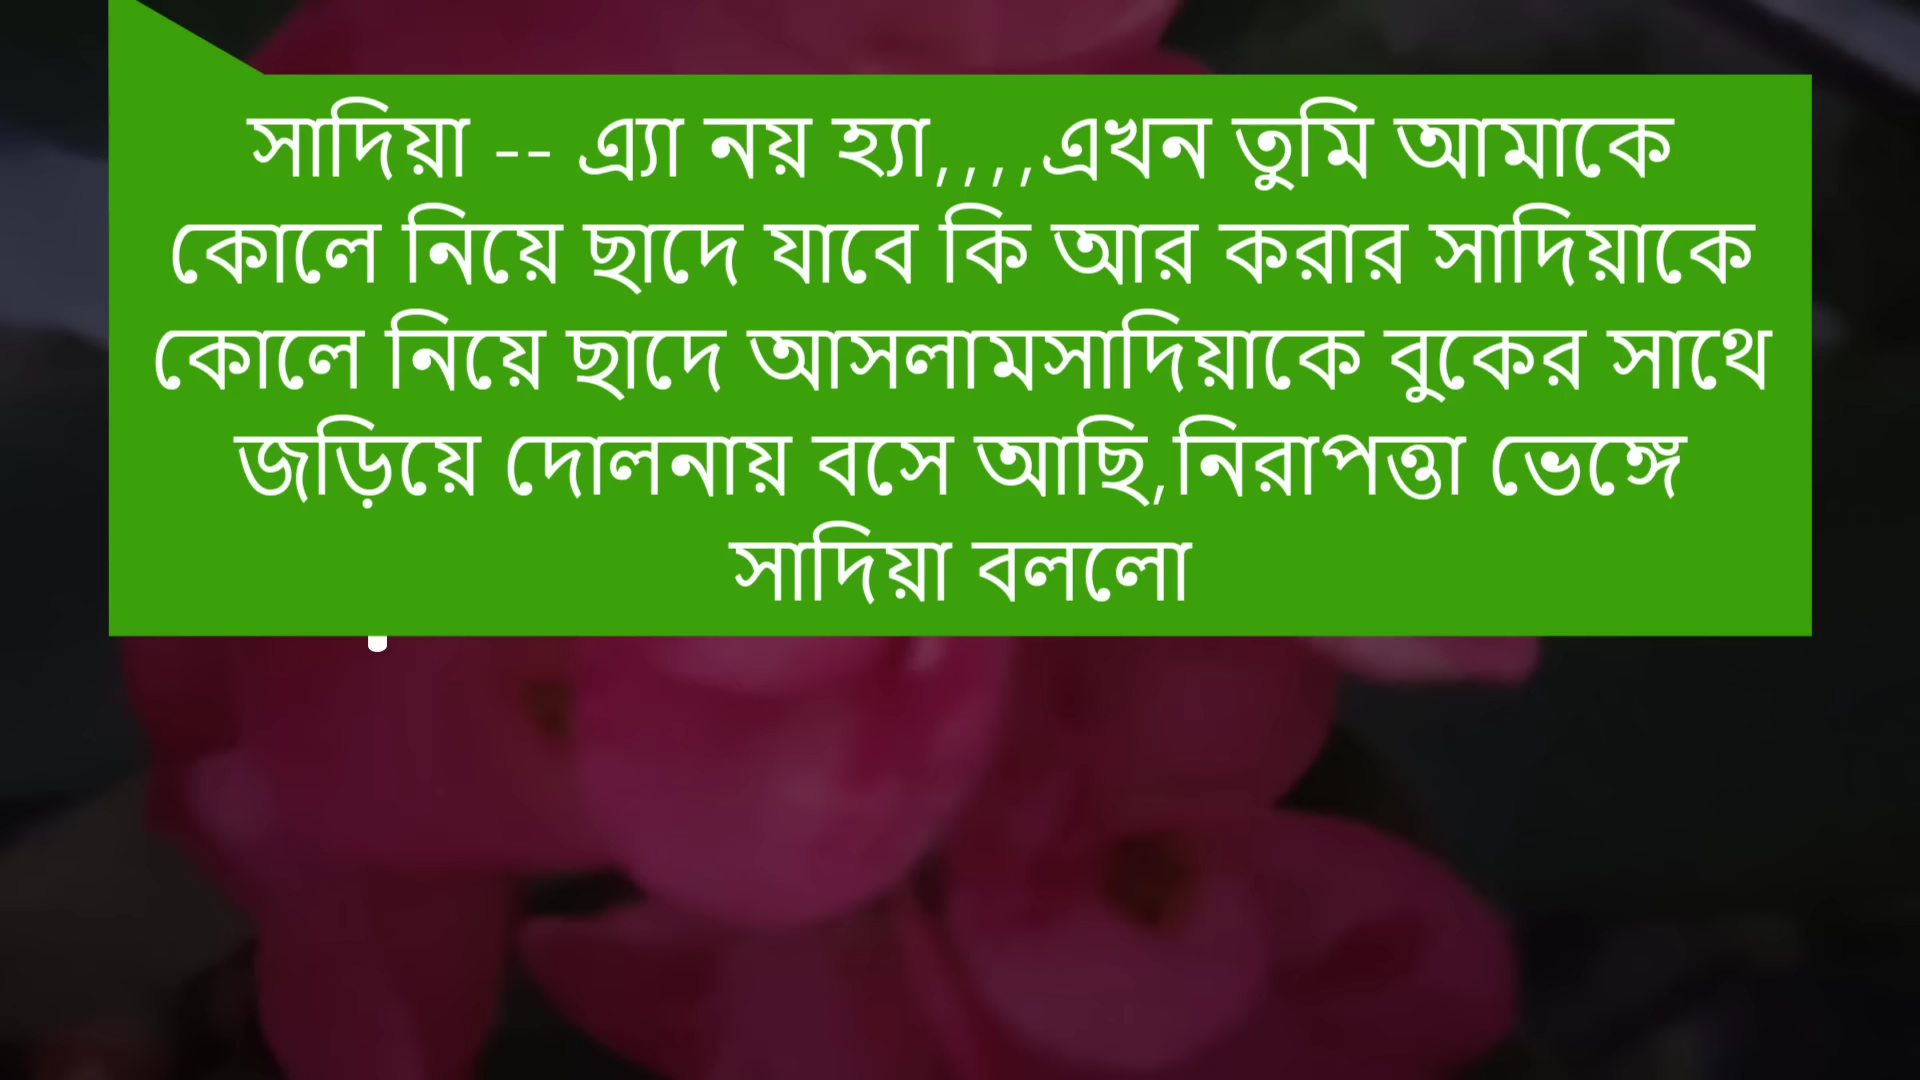 সাদিয়া -- এ্যা নয় হ্যা,,,,এখন তুমি আমাকে
কোলে নিয়ে ছাদে যাবে কি আর করার সাদিয়াকে
কোলে নিয়ে ছাদে আসলামসাদিয়াকে বুকের সাথে
জড়িয়ে দোলনায় বসে আছি,নিরাপত্তা ভেঙ্গে
সাদিয়া বললো